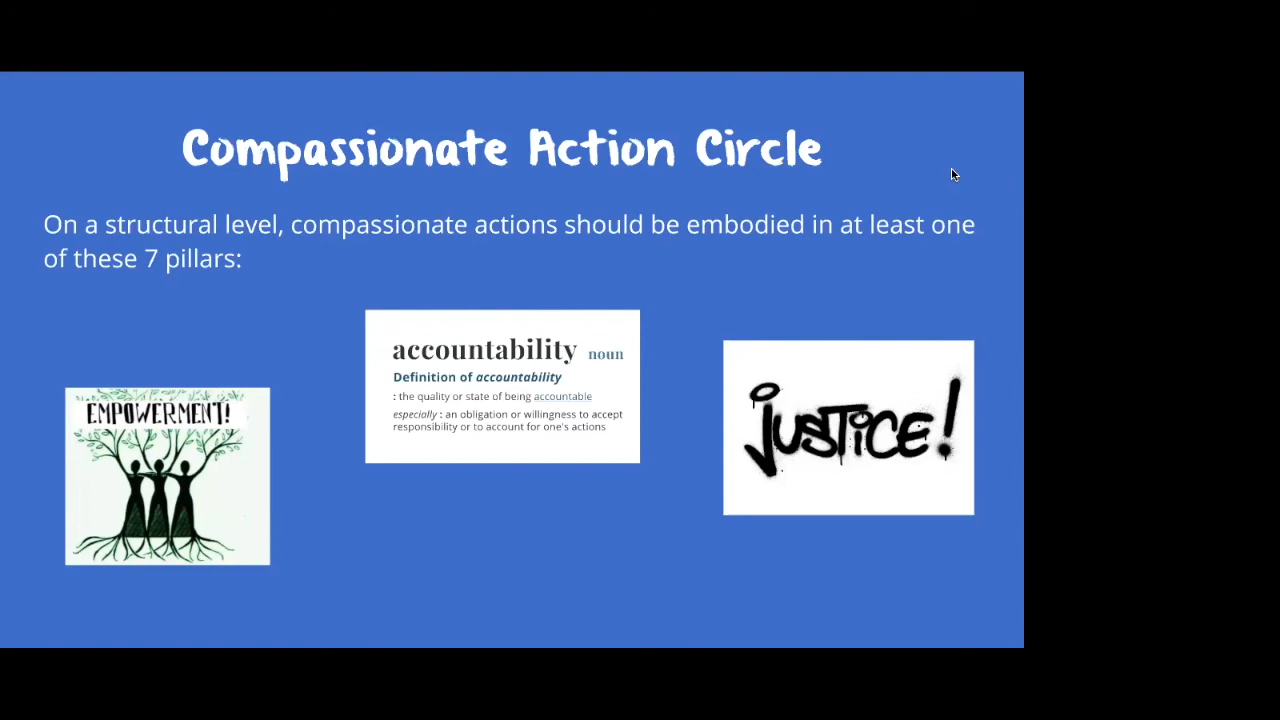 Compassionate Action Circle
On a structural level, compassionate actions should be embodied in at least one
of these 7 pillars:
EMPOWERMENT!
accountability noun
Definition of accountability
: the quality or state of being accountable
especially : an obligation or willingness to accept
responsibility or to account for one's actions
justice!